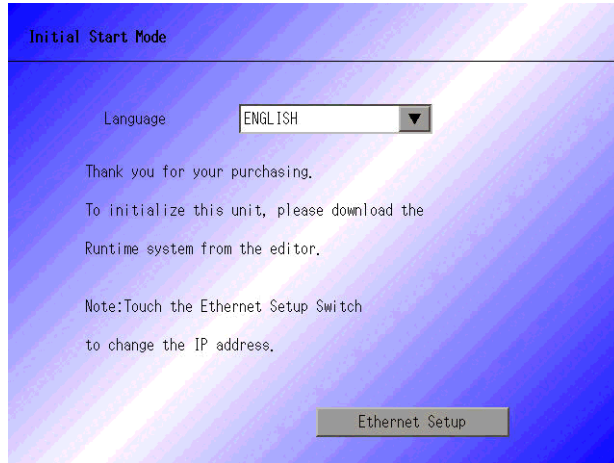 Initial Start Mode
Language ENGLISH
Thank you for your purchasing.
To initialize this unit, please download the
Runtime system from the editor.
Note:Touch the Ethernet Setup Switch
to change the IP address.
Ethernet Setup